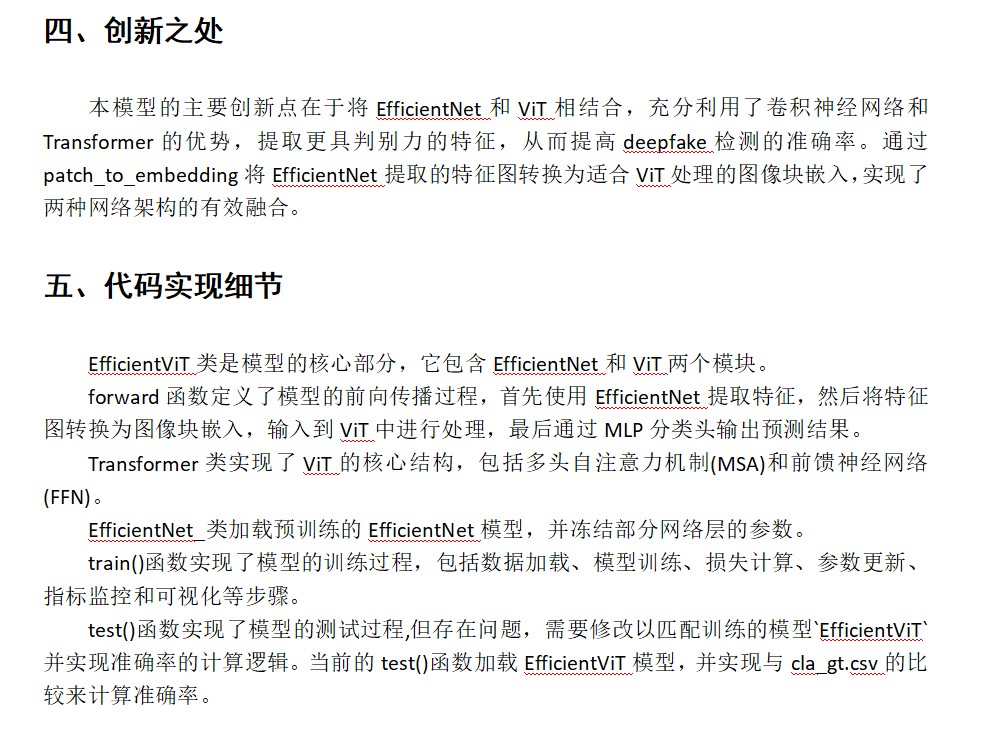 四、创新之处
本模型的主要创新点在于将 EfficientNet 和 ViT 相结合，充分利用了卷积神经网络和
Transformer 的优势，提取更具判别力的特征，从而提高 deepfake 检测的准确率。通过
patch_to_embedding 将 EfficientNet 提取的特征图转换为适合 ViT 处理的图像块嵌入，实现了
两种网络架构的有效融合。
五、代码实现细节
EfficientViT 类是模型的核心部分，它包含 EfficientNet 和 ViT 两个模块。
forward 函数定义了模型的前向传播过程，首先使用 EfficientNet 提取特征，然后将特征
图转换为图像块嵌入，输入到 ViT 中进行处理，最后通过 MLP 分类头输出预测结果。
Transformer 类实现了 ViT 的核心结构，包括多头自注意力机制(MSA)和前馈神经网络
(FFN)。
EfficientNet_类加载预训练的 EfficientNet 模型，并冻结部分网络层的参数。
train()函数实现了模型的训练过程，包括数据加载、模型训练、损失计算、参数更新、
指标监控和可视化等步骤。
test()函数实现了模型的测试过程,但存在问题，需要修改以匹配训练的模型`EfficientViT`
并实现准确率的计算逻辑。当前的 test()函数加载 EfficientViT 模型，并实现与 cla_gt.csv 的比
较来计算准确率。